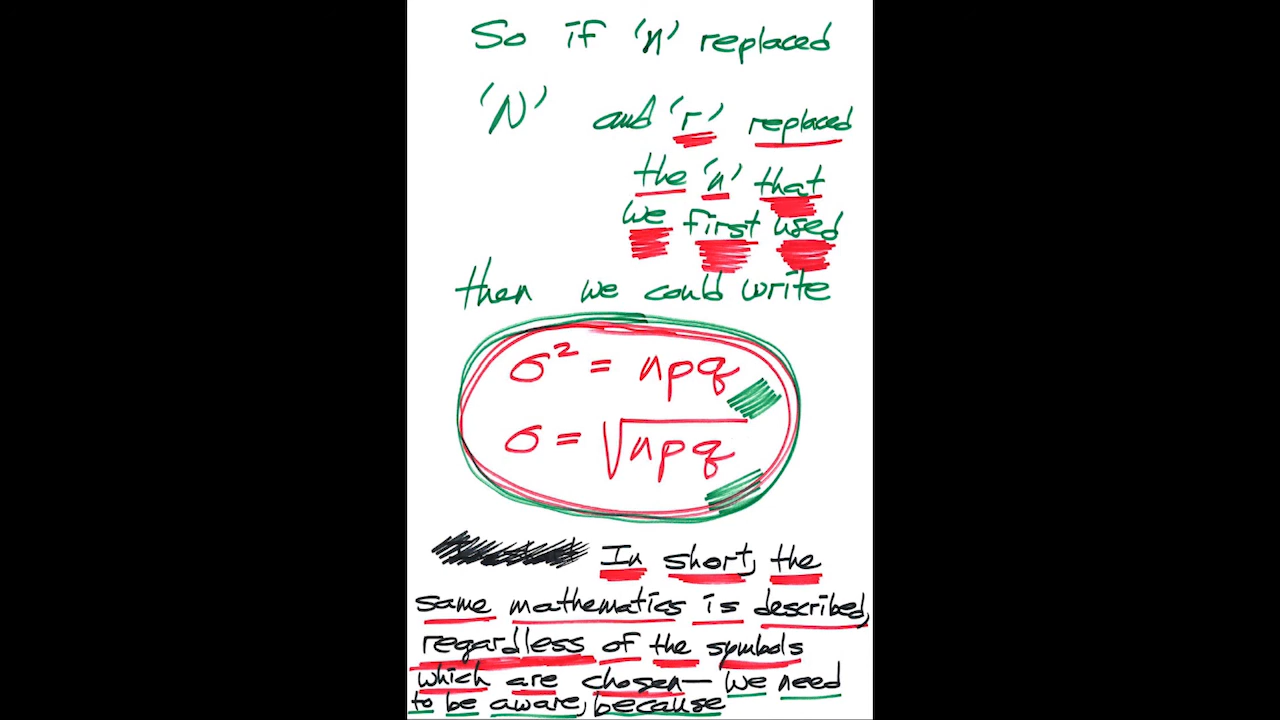 So if 'n' replaced
'N' and 'r' replaced
the 'n' that
we first used
then we could write
σ² = npq
σ = √npq
In short, the
same mathematics is described,
regardless of the symbols
which are chosen— we need
to be aware, because